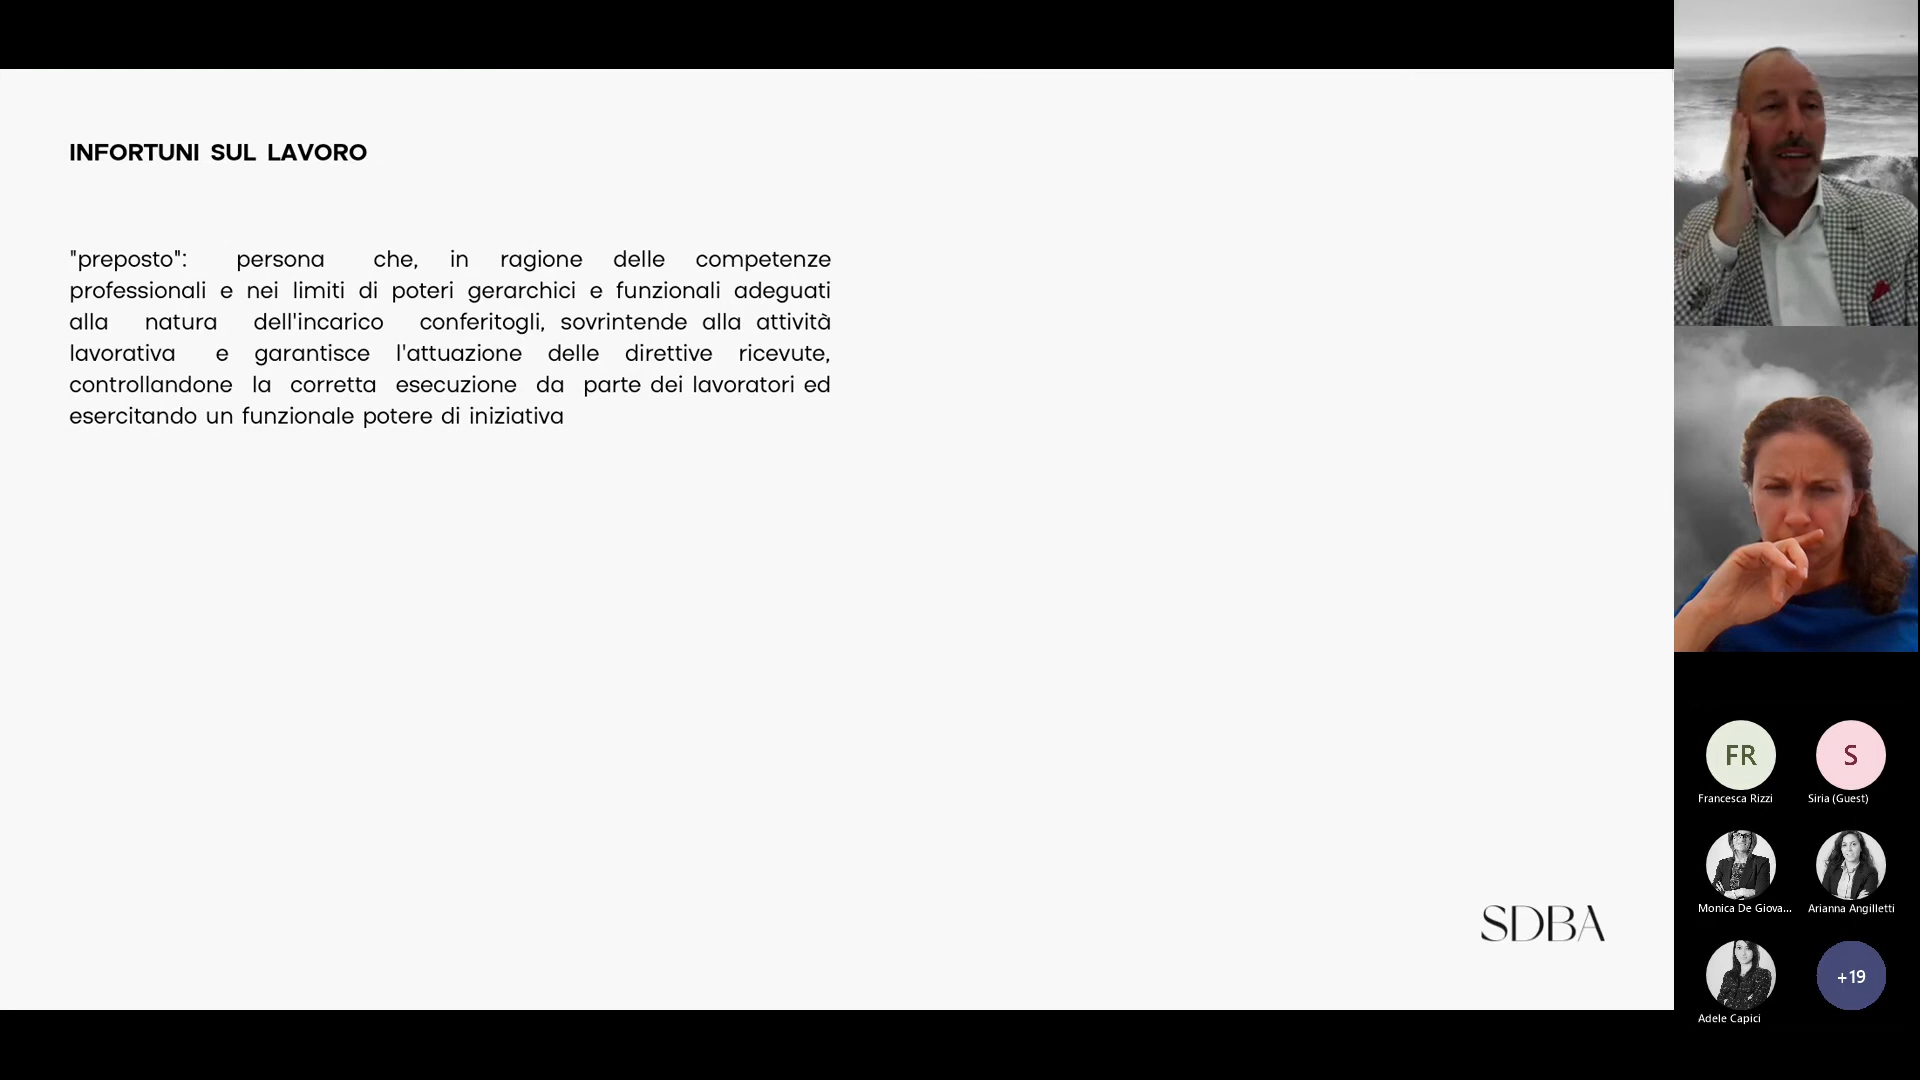 INFORTUNI SUL LAVORO
"preposto": persona che, in ragione delle competenze
professionali e nei limiti di poteri gerarchici e funzionali adeguati
alla natura dell'incarico conferitogli, sovrintende alla attività
lavorativa e garantisce l'attuazione delle direttive ricevute,
controllandone la corretta esecuzione da parte dei lavoratori ed
esercitando un funzionale potere di iniziativa
SDBA
FR
S
Francesca Rizzi
Siria (Guest)
Monica De Giova...
Arianna Angilletti
+19
Adele Capici